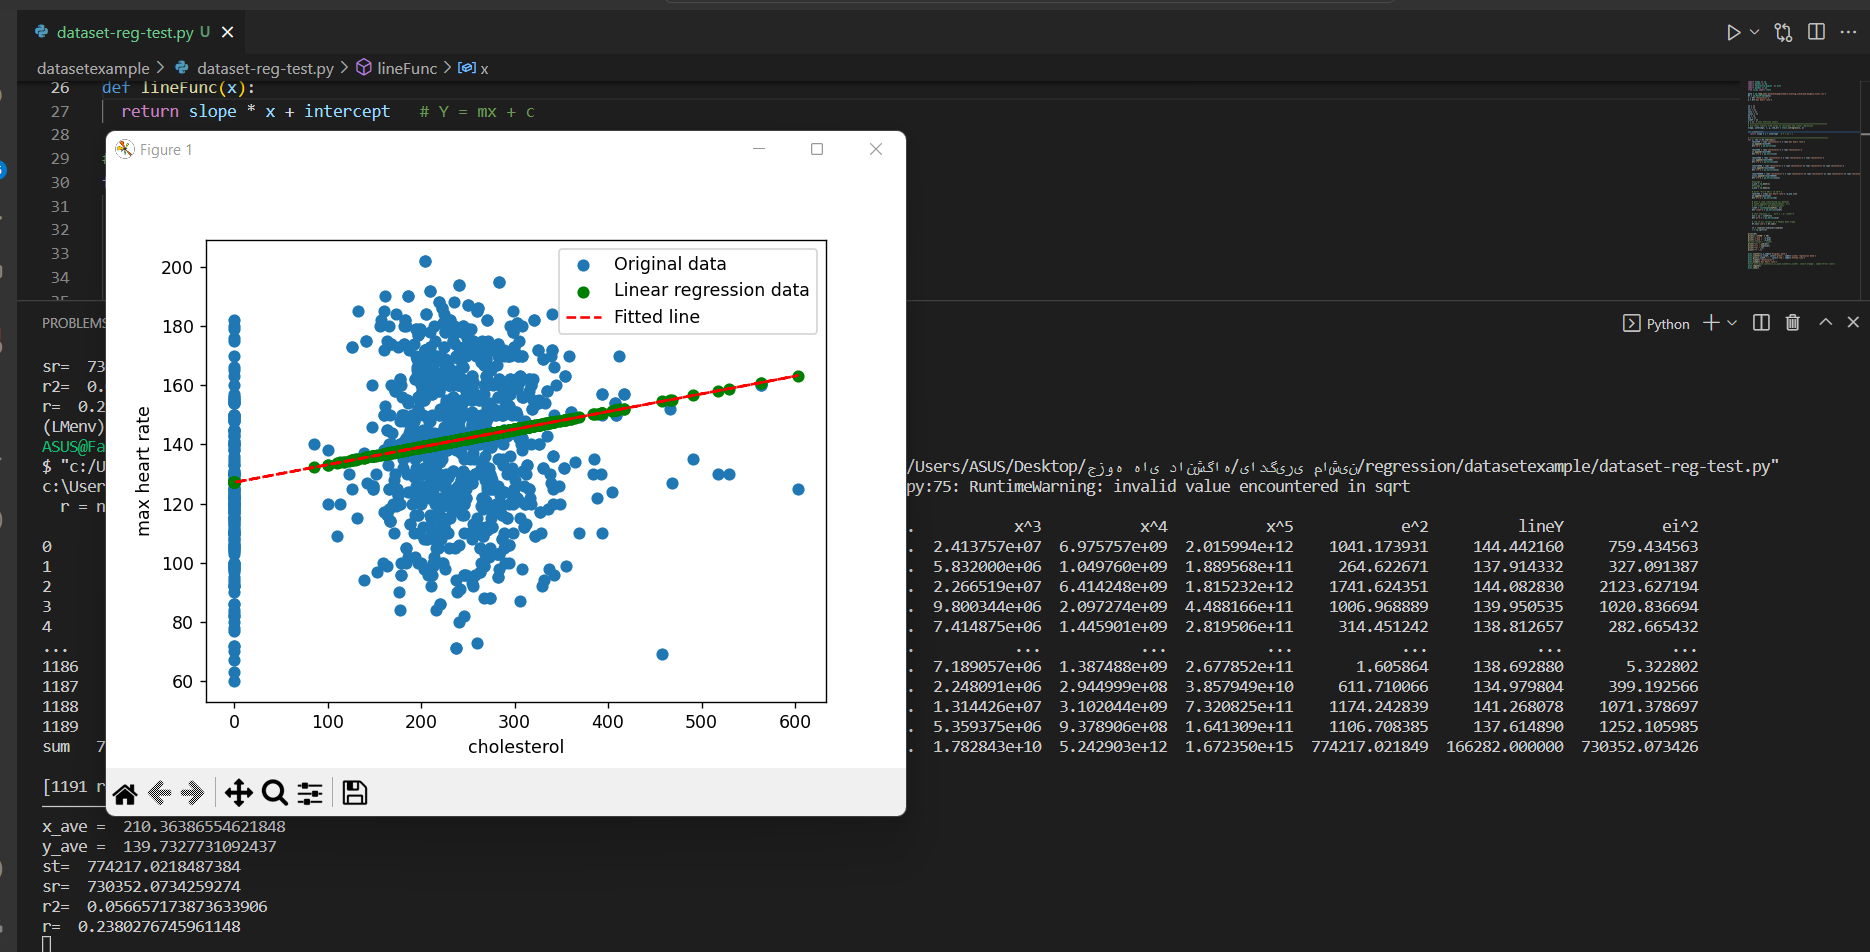 dataset-reg-test.py U
datasetexample > dataset-reg-test.py > lineFunc > x
26 def lineFunc(x):
27 return slope * x + intercept # Y = mx + c
28
29
30
31
32
33
34
Figure 1
Original data
Linear regression data
Fitted line
200
180
160
140
120
100
80
60
max heart rate
0 100 200 300 400 500 600
cholesterol
PROBLEMS
Python
sr= 73
r2= 0.
r= 0.2
(LMenv)
ASUS@Fa
$ "c:/U
/Users/ASUS/Desktop/جزوه های دانشگاه/یادگیری ماشین/regression/datasetexample/dataset-reg-test.py"
c:\User
py:75: RuntimeWarning: invalid value encountered in sqrt
r = n
. x^3 x^4 x^5 e^2 lineY ei^2
0 . 2.413757e+07 6.975757e+09 2.015994e+12 1041.173931 144.442160 759.434563
1 . 5.832000e+06 1.049760e+09 1.889568e+11 264.622671 137.914332 327.091387
2 . 2.266519e+07 6.414248e+09 1.815232e+12 1741.624351 144.082830 2123.627194
3 . 9.800344e+06 2.097274e+09 4.488166e+11 1006.968889 139.950535 1020.836694
4 . 7.414875e+06 1.445901e+09 2.819506e+11 314.451242 138.812657 282.665432
... . ... ... ... ... ... ...
1186 . 7.189057e+06 1.387488e+09 2.677852e+11 1.605864 138.692880 5.322802
1187 . 2.248091e+06 2.944999e+08 3.857949e+10 611.710066 134.979804 399.192566
1188 . 1.314426e+07 3.102044e+09 7.320825e+11 1174.242839 141.268078 1071.378697
1189 . 5.359375e+06 9.378906e+08 1.641309e+11 1106.708385 137.614890 1252.105985
sum 7 . 1.782843e+10 5.242903e+12 1.672350e+15 774217.021849 166282.000000 730352.073426
[1191 r
x_ave = 210.36386554621848
y_ave = 139.7327731092437
st= 774217.0218487384
sr= 730352.0734259274
r2= 0.056657173873633906
r= 0.2380276745961148